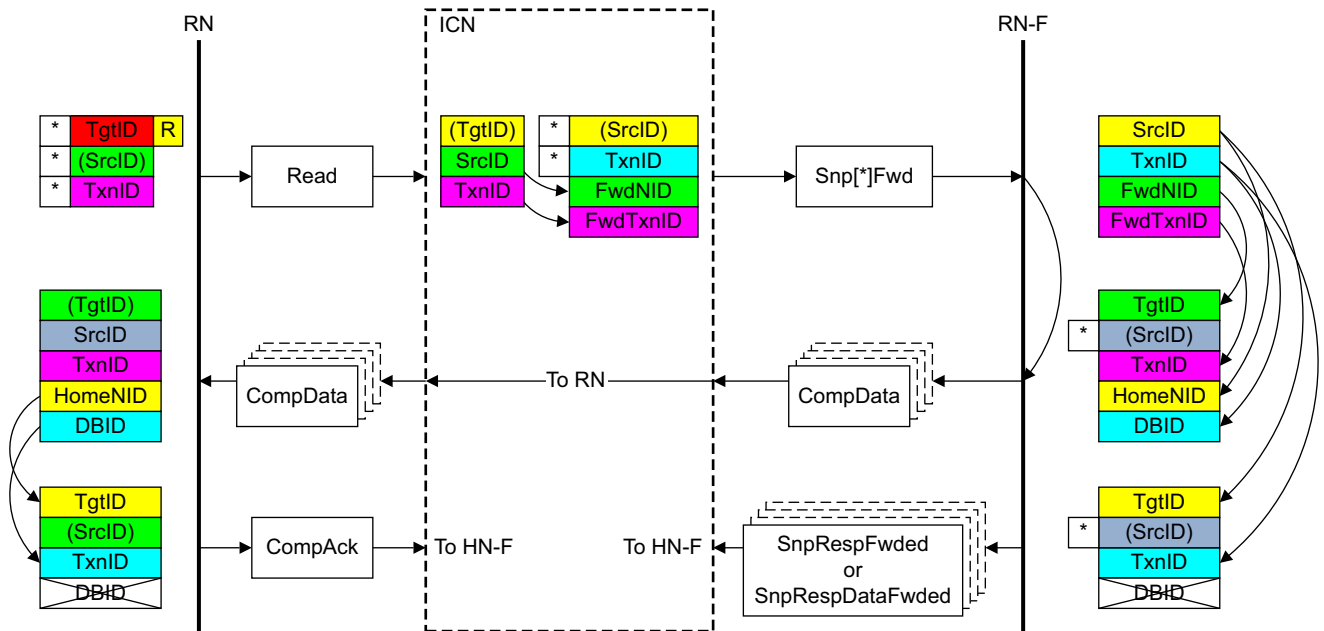 RN
ICN
RN-F
* TgtID R
* (SrcID)
* TxnID
Read
(TgtID)
SrcID
TxnID
* (SrcID)
* TxnID
FwdNID
FwdTxnID
Snp[*]Fwd
SrcID
TxnID
FwdNID
FwdTxnID
(TgtID)
SrcID
TxnID
HomeNID
DBID
CompData
To RN
CompData
TgtID
* (SrcID)
TxnID
HomeNID
DBID
TgtID
(SrcID)
TxnID
DBID
CompAck
To HN-F
To HN-F
SnpRespFwded
or
SnpRespDataFwded
TgtID
* (SrcID)
TxnID
DBID